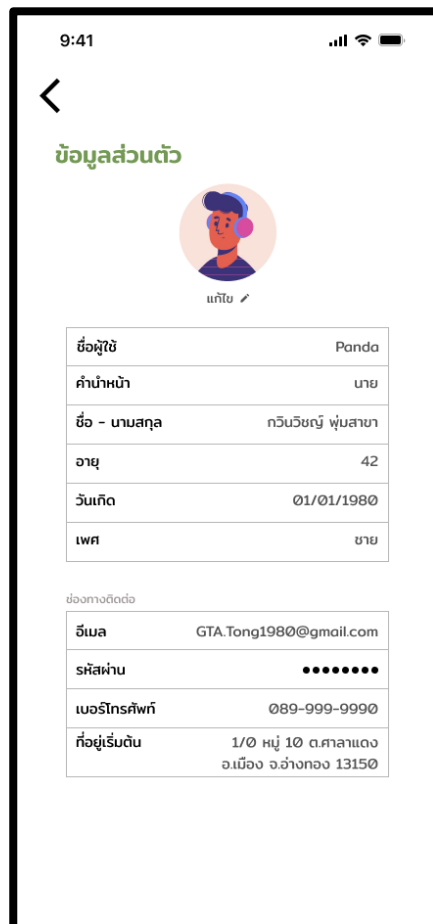 9:41
ข้อมูลส่วนตัว
แก้ไข
ชื่อผู้ใช้ Panda
คำนำหน้า นาย
ชื่อ - นามสกุล กวินวิชญ์ พุ่มสาขา
อายุ 42
วันเกิด 01/01/1980
เพศ ชาย
ช่องทางติดต่อ
อีเมล GTA.Tong1980@gmail.com
รหัสผ่าน ●●●●●●●●
เบอร์โทรศัพท์ 089-999-9990
ที่อยู่เริ่มต้น 1/0 หมู่ 10 ต.ศาลาแดง
อ.เมือง จ.อ่างทอง 13150